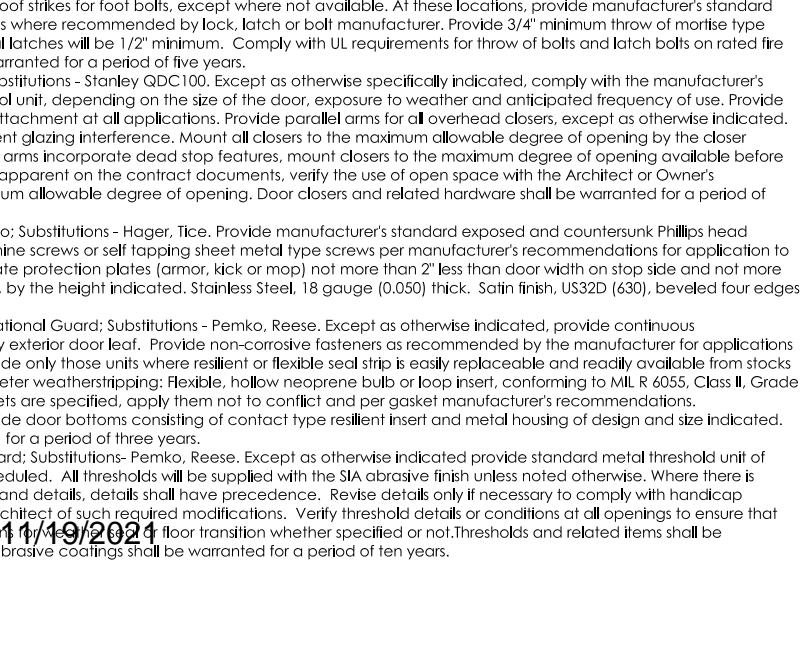 oof strikes for foot bolts, except where not available. At these locations, provide manufacturer's standard
s where recommended by lock, latch or bolt manufacturer. Provide 3/4" minimum throw of mortise type
l latches will be 1/2" minimum. Comply with UL requirements for throw of bolts and latch bolts on rated fire
arranted for a period of five years.
bstitutions - Stanley QDC100. Except as otherwise specifically indicated, comply with the manufacturer's
ol unit, depending on the size of the door, exposure to weather and anticipated frequency of use. Provide
ttachment at all applications. Provide parallel arms for all overhead closers, except as otherwise indicated.
ent glazing interference. Mount all closers to the maximum allowable degree of opening by the closer
arms incorporate dead stop features, mount closers to the maximum degree of opening available before
apparent on the contract documents, verify the use of open space with the Architect or Owner's
um allowable degree of opening. Door closers and related hardware shall be warranted for a period of
o; Substitutions - Hager, Tice. Provide manufacturer's standard exposed and countersunk Phillips head
hine screws or self tapping sheet metal type screws per manufacturer's recommendations for application to
ate protection plates (armor, kick or mop) not more than 2" less than door width on stop side and not more
, by the height indicated. Stainless Steel, 18 gauge (0.050) thick. Satin finish, US32D (630), beveled four edges
ational Guard; Substitutions - Pemko, Reese. Except as otherwise indicated, provide continuous
y exterior door leaf. Provide non-corrosive fasteners as recommended by the manufacturer for applications
de only those units where resilient or flexible seal strip is easily replaceable and readily available from stocks
eter weatherstripping: Flexible, hollow neoprene bulb or loop insert, conforming to MIL R 6055, Class II, Grade
ets are specified, apply them not to conflict and per gasket manufacturer's recommendations.
de door bottoms consisting of contact type resilient insert and metal housing of design and size indicated.
for a period of three years.
ard; Substitutions- Pemko, Reese. Except as otherwise indicated provide standard metal threshold unit of
eduled. All thresholds will be supplied with the SIA abrasive finish unless noted otherwise. Where there is
and details, details shall have precedence. Revise details only if necessary to comply with handicap
chitect of such required modifications. Verify threshold details or conditions at all openings to ensure that
ns for weather seal or floor transition whether specified or not.Thresholds and related items shall be
11/19/2021
brasive coatings shall be warranted for a period of ten years.